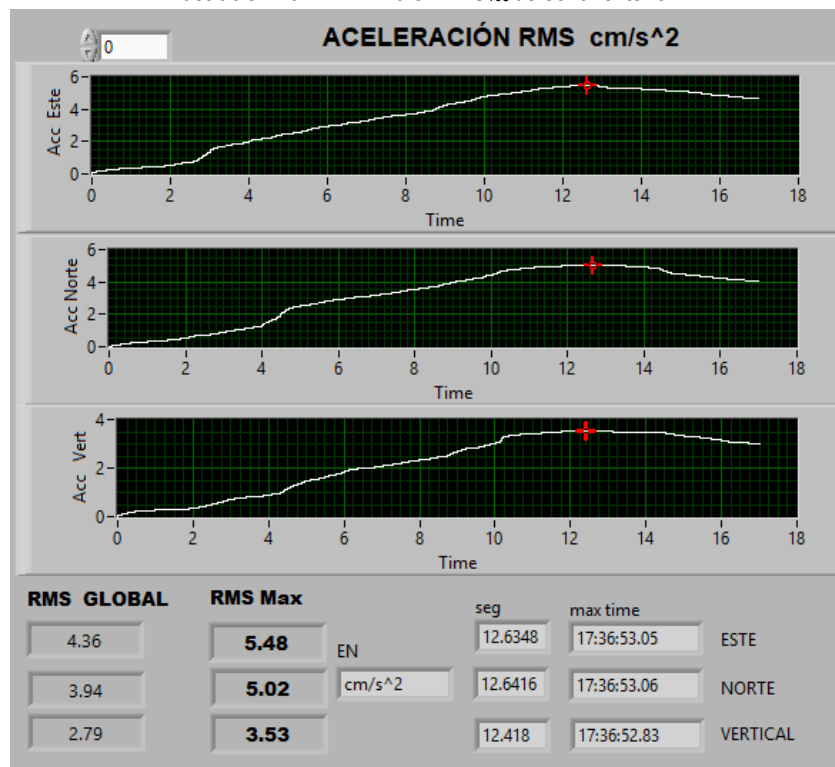 0
ACELERACIÓN RMS cm/s^2
6
4
2
0
Acc Este
0 2 4 6 8 10 12 14 16 18
Time
6
4
2
0
Acc Norte
0 2 4 6 8 10 12 14 16 18
Time
4
2
0
Acc Vert
0 2 4 6 8 10 12 14 16 18
Time
RMS GLOBAL RMS Max seg max time
4.36 5.48 EN 12.6348 17:36:53.05 ESTE
3.94 5.02 cm/s^2 12.6416 17:36:53.06 NORTE
2.79 3.53 12.418 17:36:52.83 VERTICAL